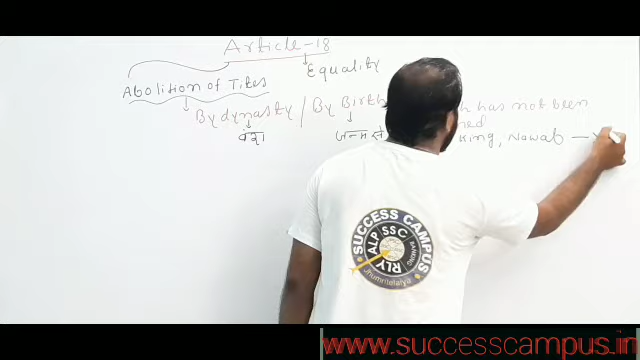 Article-18
Equality
Abolition of Titles
By dynasty / By Birth
has not been
वंश
जन्म से
King, Nawab — x
SUCCESS CAMPUS
ALP SSC
BANKING
RLY
Jhumritelaiya
www.successcampus.in